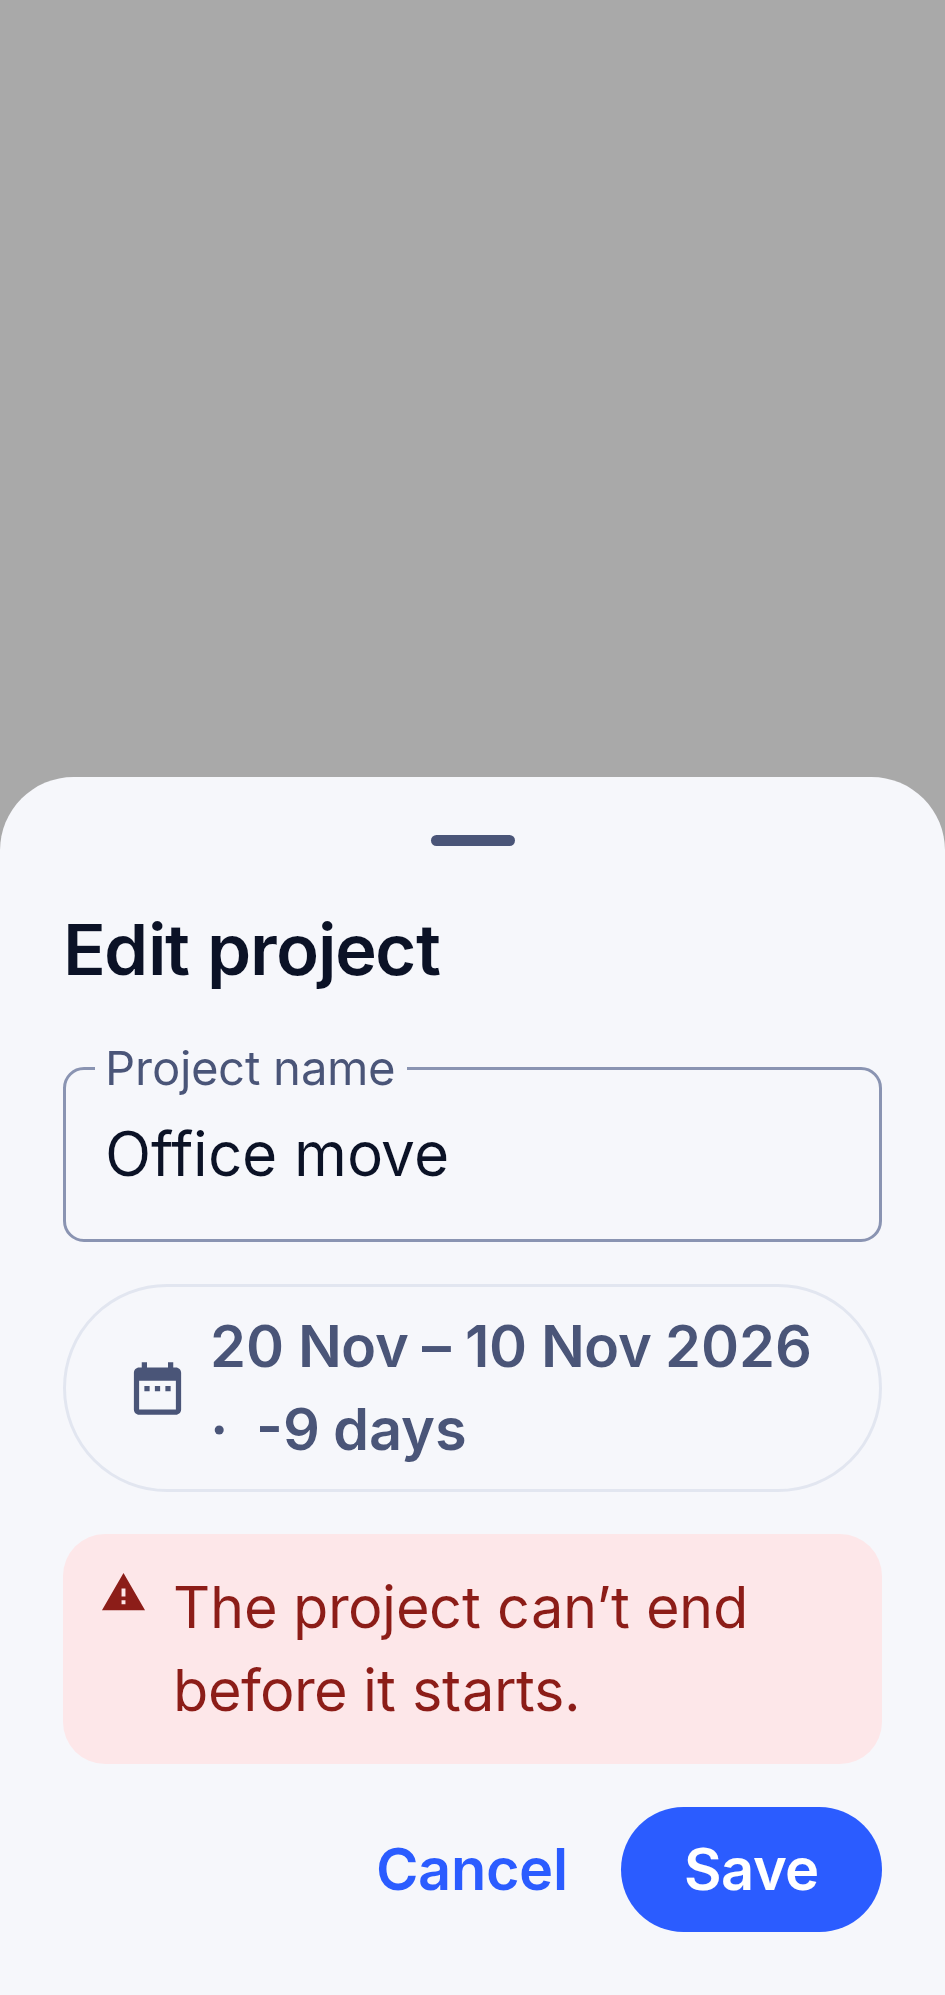 Edit project
Project name
Office move
20 Nov – 10 Nov 2026
· -9 days
The project can’t end
before it starts.
Cancel
Save